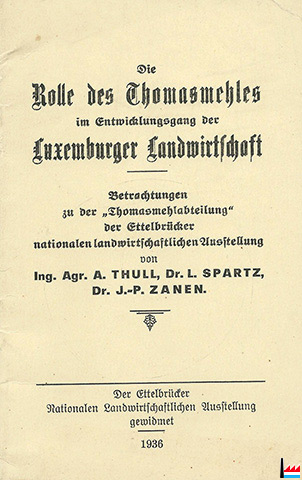 Die
Rolle des Thomasmehles
im Entwicklungsgang der
Luxemburger Landwirtschaft
Betrachtungen
zu der „Thomasmehlabteilung“
der Ettelbrücker
nationalen landwirtschaftlichen Ausstellung
von
Ing. Agr. A. THULL, Dr. L. SPARTZ,
Dr. J.-P. ZANEN.
Der Ettelbrücker
Nationalen Landwirtschaftlichen Ausstellung
gewidmet
1936